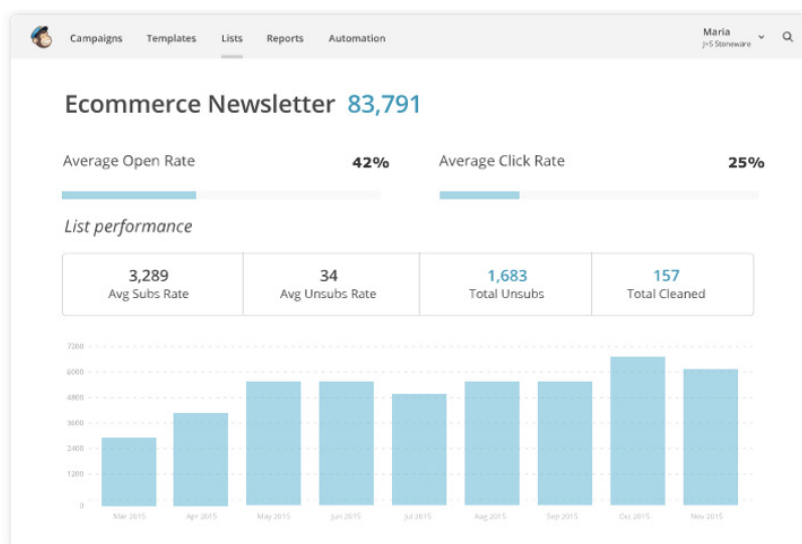 Campaigns Templates Lists Reports Automation
Maria
J+S Stoneware
Ecommerce Newsletter 83,791
Average Open Rate 42% Average Click Rate 25%
List performance
3,289 34 1,683 157
Avg Subs Rate Avg Unsubs Rate Total Unsubs Total Cleaned
7200
6000
4800
3600
2400
1200
0
Mar 2015 Apr 2015 May 2015 Jun 2015 Jul 2015 Aug 2015 Sep 2015 Oct 2015 Nov 2015